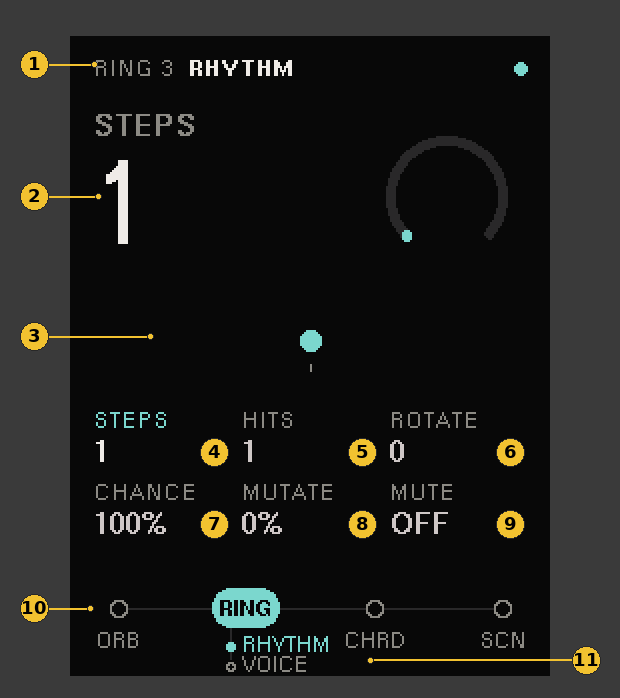 1 RING 3 RHYTHM
STEPS
2 1
3
STEPS HITS ROTATE
1 4 1 5 0 6
CHANCE MUTATE MUTE
100% 7 0% 8 OFF 9
10 RING
ORB RHYTHM CHRD SCN
VOICE 11